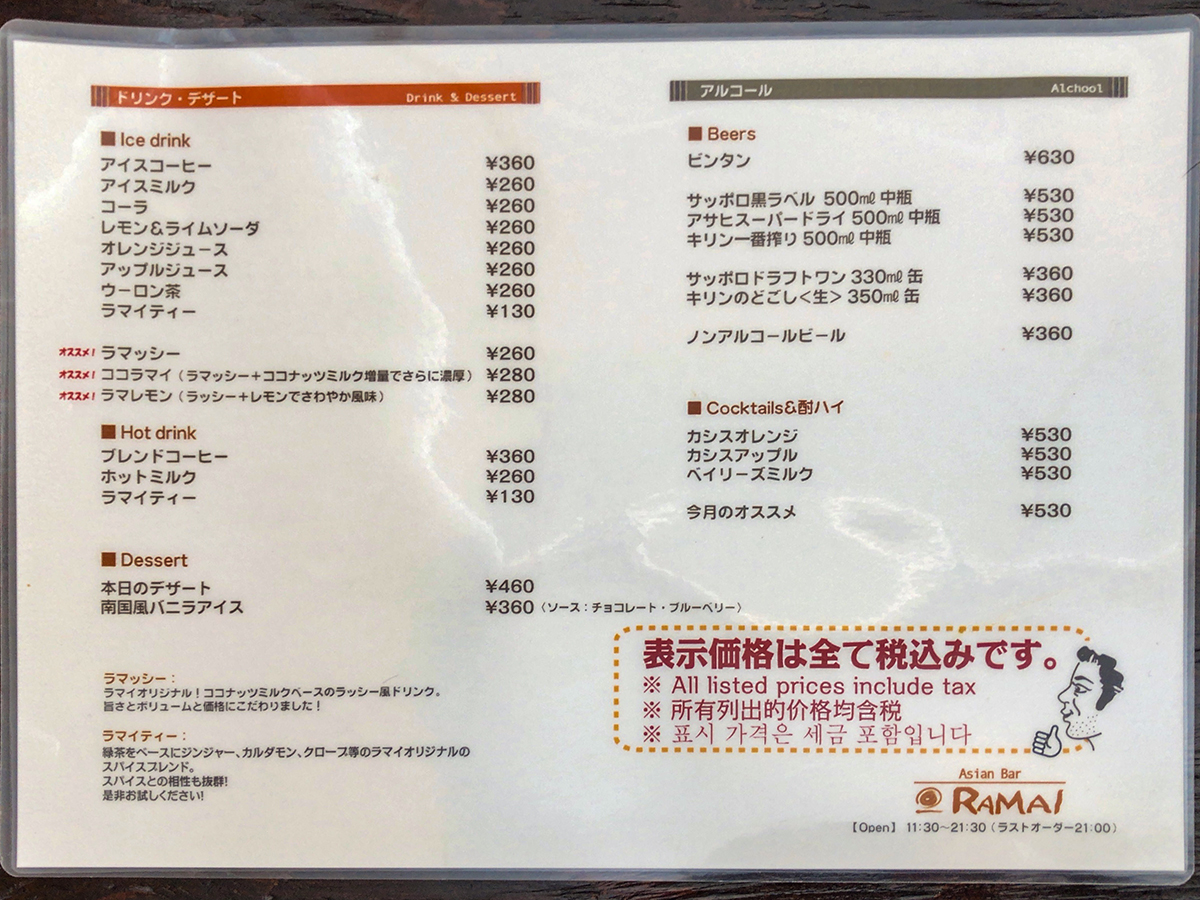 ドリンク・デザート Drink & Dessert
■ Ice drink
アイスコーヒー ¥360
アイスミルク ¥260
コーラ ¥260
レモン&ライムソーダ ¥260
オレンジジュース ¥260
アップルジュース ¥260
ウーロン茶 ¥260
ラマイティー ¥130
オススメ! ラマッシー ¥260
オススメ! ココラマイ（ラマッシー＋ココナッツミルク増量でさらに濃厚） ¥280
オススメ! ラマレモン（ラッシー＋レモンでさわやか風味） ¥280
■ Hot drink
ブレンドコーヒー ¥360
ホットミルク ¥260
ラマイティー ¥130
■ Dessert
本日のデザート ¥460
南国風バニラアイス ¥360（ソース：チョコレート・ブルーベリー）
ラマッシー：
ラマイオリジナル！ココナッツミルクベースのラッシー風ドリンク。
旨さとボリュームと価格にこだわりました！
ラマイティー：
緑茶をベースにジンジャー、カルダモン、クローブ等のラマイオリジナルの
スパイスブレンド。
スパイスとの相性も抜群!
是非お試しください!
アルコール Alchool
■ Beers
ビンタン ¥630
サッポロ黒ラベル 500㎖ 中瓶 ¥530
アサヒスーパードライ 500㎖ 中瓶 ¥530
キリン一番搾り 500㎖ 中瓶 ¥530
サッポロドラフトワン 330㎖ 缶 ¥360
キリンのどごし＜生＞ 350㎖ 缶 ¥360
ノンアルコールビール ¥360
■ Cocktails&酎ハイ
カシスオレンジ ¥530
カシスアップル ¥530
ベイリーズミルク ¥530
今月のオススメ ¥530
表示価格は全て税込みです。
※ All listed prices include tax
※ 所有列出的价格均含税
※ 표시 가격은 세금 포함입니다
Asian Bar
RAMAI
【Open】 11:30〜21:30（ラストオーダー21:00）